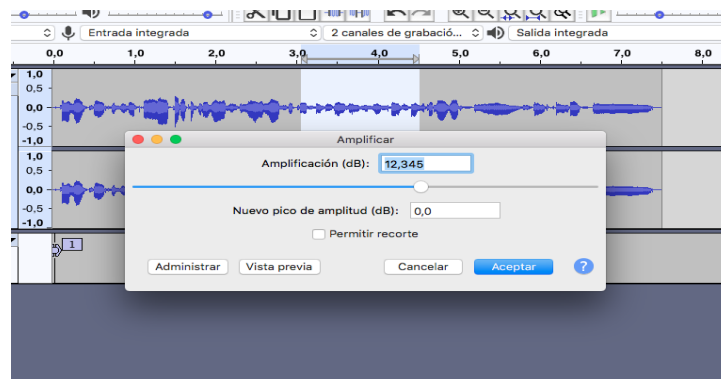 Entrada integrada 2 canales de grabació... Salida integrada
0,0 1,0 2,0 3,0 4,0 5,0 6,0 7,0 8,0
1,0
0,5
0,0
-0,5
-1,0
Amplificar
Amplificación (dB): 12,345
1,0
0,5
0,0
-0,5
-1,0
Nuevo pico de amplitud (dB): 0,0
Permitir recorte
1
Administrar Vista previa Cancelar Aceptar ?